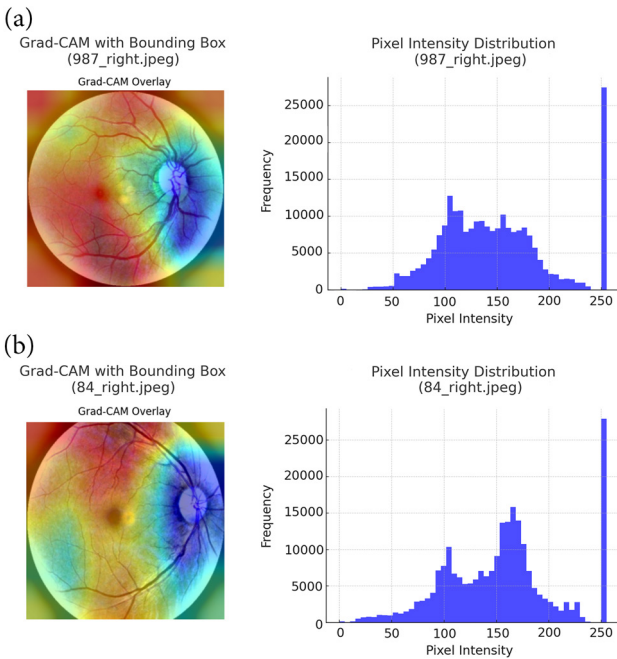 (a)
Grad-CAM with Bounding Box
(987_right.jpeg)
Grad-CAM Overlay
Pixel Intensity Distribution
(987_right.jpeg)
Frequency
25000
20000
15000
10000
5000
0
0 50 100 150 200 250
Pixel Intensity
(b)
Grad-CAM with Bounding Box
(84_right.jpeg)
Grad-CAM Overlay
Pixel Intensity Distribution
(84_right.jpeg)
Frequency
25000
20000
15000
10000
5000
0
0 50 100 150 200 250
Pixel Intensity